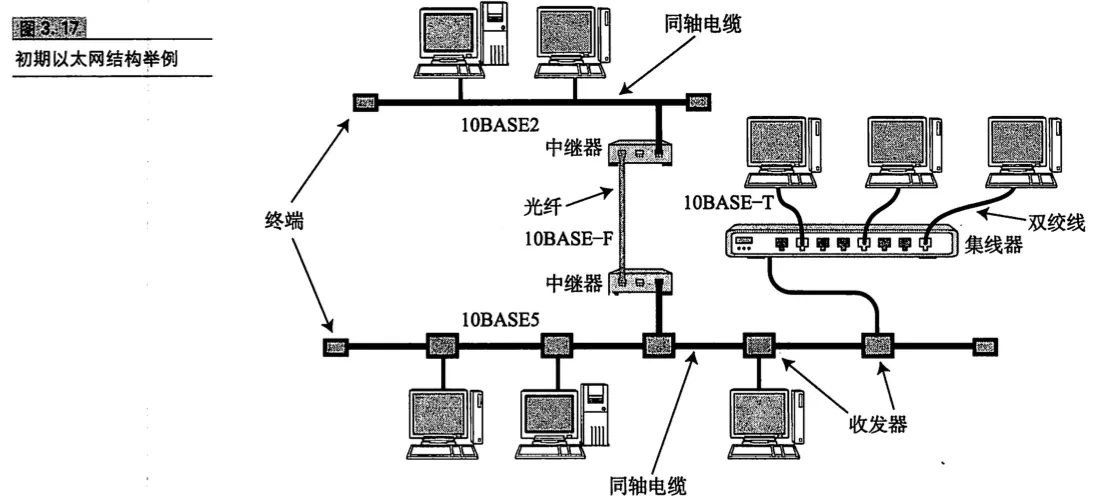 图 3.17
初期以太网结构举例
同轴电缆
10BASE2
中继器
光纤
10BASE-F
终端
中继器
10BASE-T
双绞线
集线器
10BASE5
收发器
同轴电缆